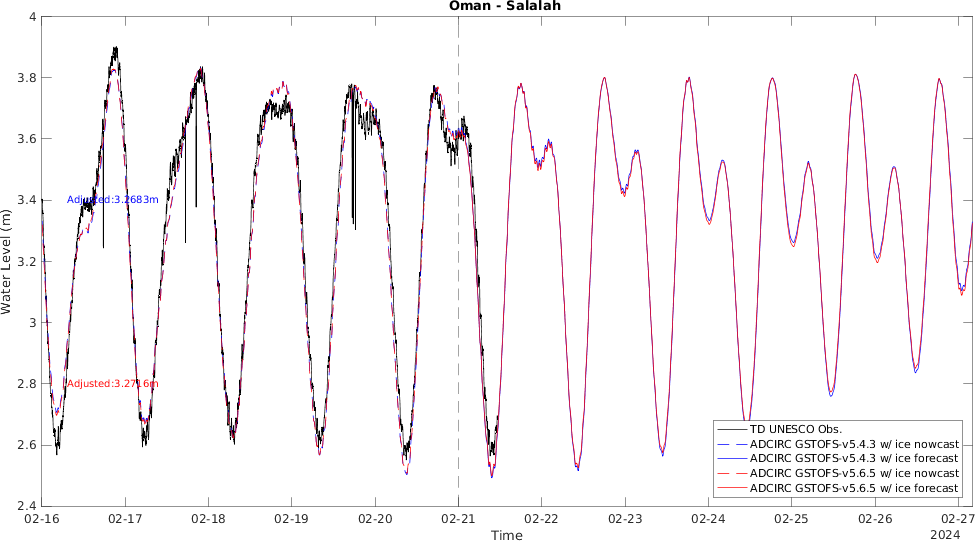 Oman - Salalah
4
3.8
3.6
3.4
3.2
3
2.8
2.6
2.4
Water Level (m)
Adjusted:3.2683m
Adjusted:3.2716m
TD UNESCO Obs.
ADCIRC GSTOFS-v5.4.3 w/ ice nowcast
ADCIRC GSTOFS-v5.4.3 w/ ice forecast
ADCIRC GSTOFS-v5.6.5 w/ ice nowcast
ADCIRC GSTOFS-v5.6.5 w/ ice forecast
02-16 02-17 02-18 02-19 02-20 02-21 02-22 02-23 02-24 02-25 02-26 02-27
Time
2024